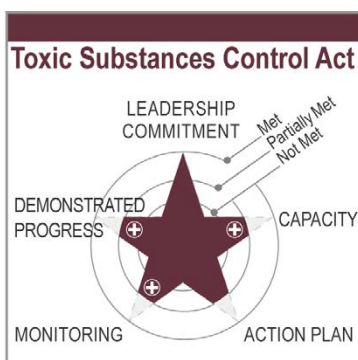 Toxic Substances Control Act
LEADERSHIP
COMMITMENT
Met
Partially Met
Not Met
DEMONSTRATED
PROGRESS
CAPACITY
MONITORING
ACTION PLAN